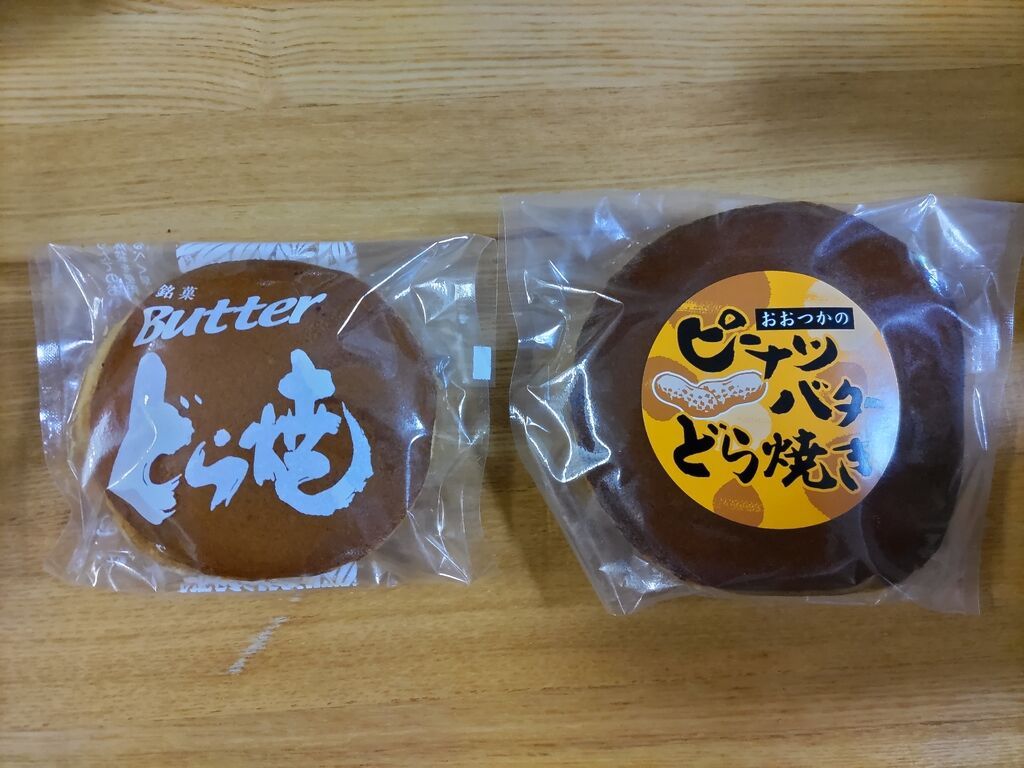 銘菓
Butter
どら焼
おおつかの
ピーナツ
バター
どら焼き